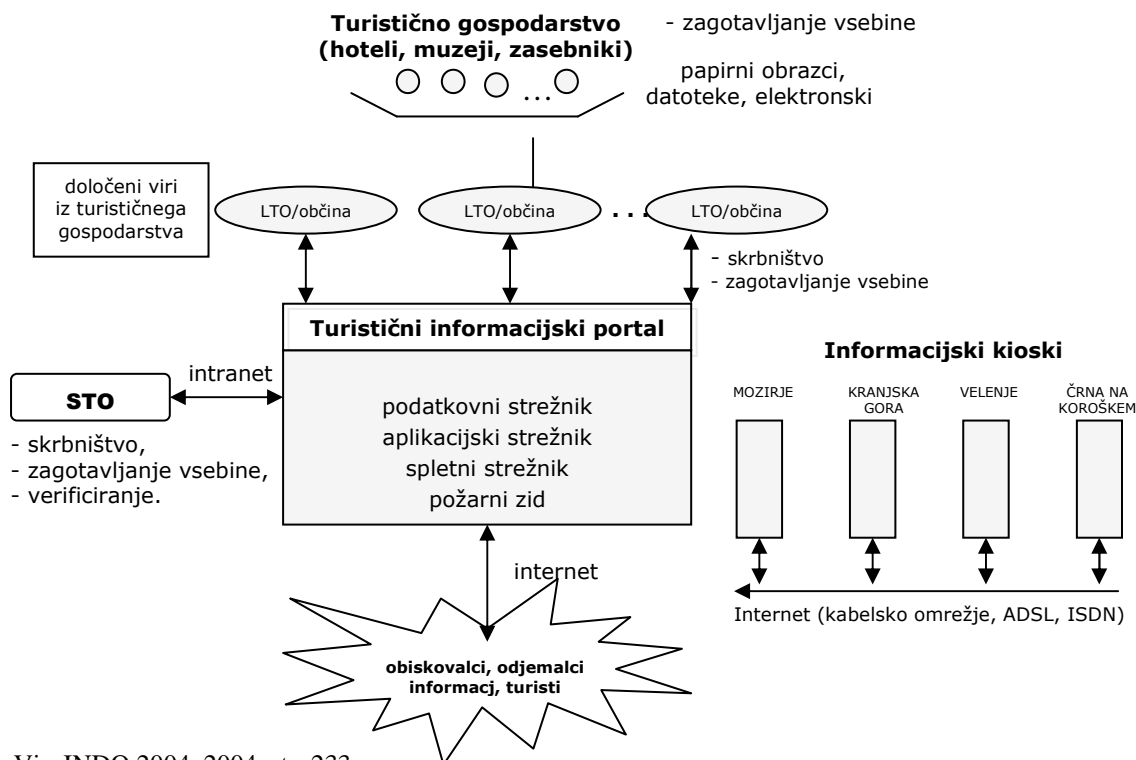 Turistično gospodarstvo
(hoteli, muzeji, zasebniki)
- zagotavljanje vsebine
papirni obrazci,
datoteke, elektronski
...
določeni viri
iz turističnega
gospodarstva
LTO/občina
LTO/občina
...
LTO/občina
- skrbništvo
- zagotavljanje vsebine
Turistični informacijski portal
podatkovni strežnik
aplikacijski strežnik
spletni strežnik
požarni zid
intranet
STO
- skrbništvo,
- zagotavljanje vsebine,
- verificiranje.
Informacijski kioski
MOZIRJE
KRANJSKA
GORA
VELENJE
ČRNA NA
KOROŠKEM
Internet (kabelsko omrežje, ADSL, ISDN)
internet
obiskovalci, odjemalci
informacj, turisti